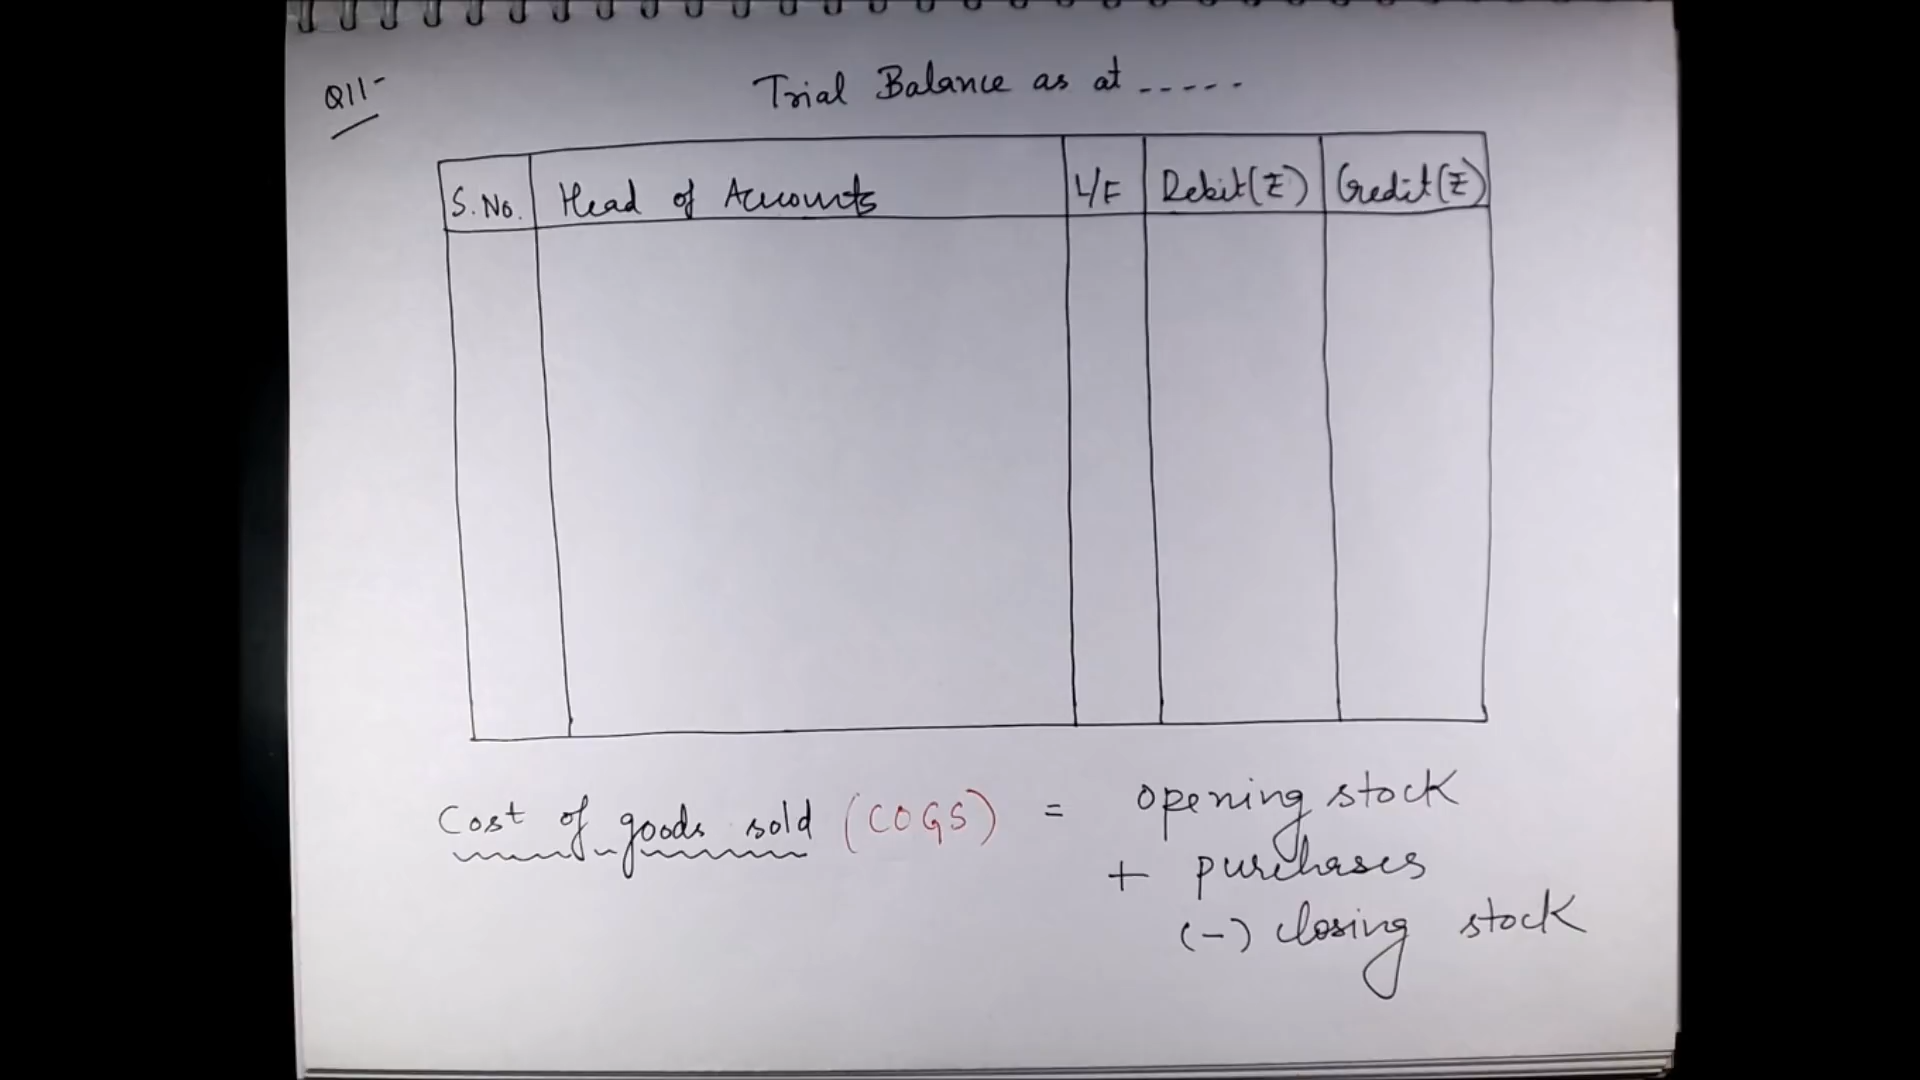 Q11-
Trial Balance as at -----
S.No. Head of Accounts L/F Debit(₹) Credit(₹)
Cost of goods sold (COGS) = opening stock
+ purchases
(-) closing stock